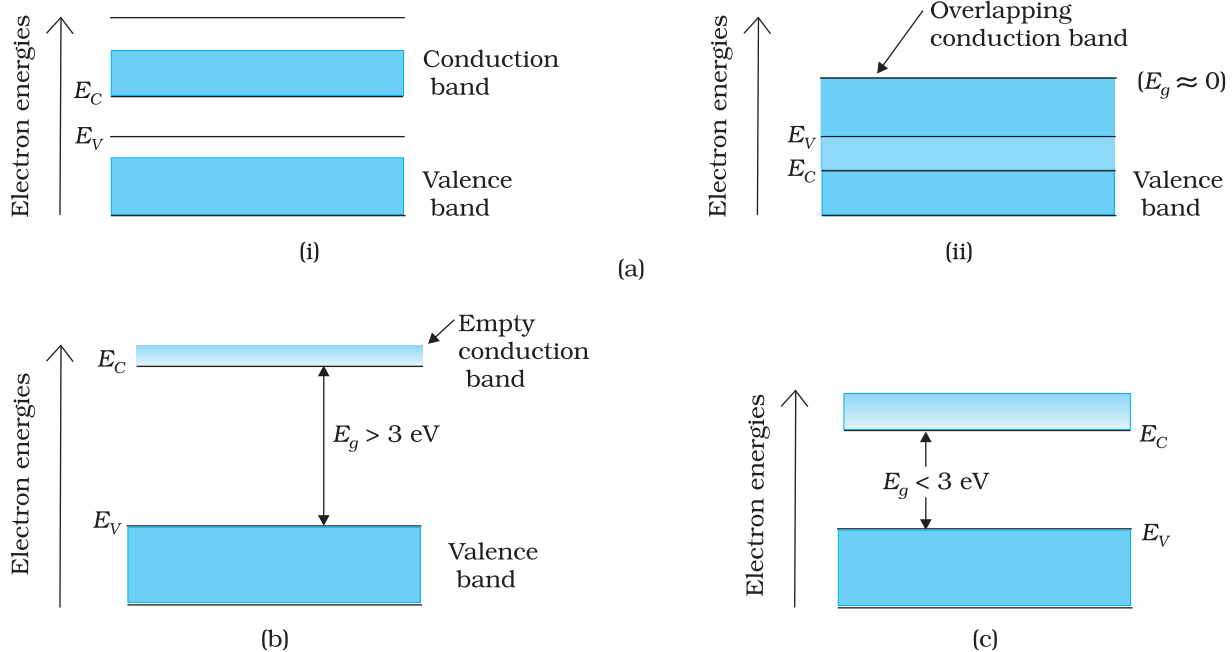 Electron energies
Conduction
band
E_C
E_V
Valence
band
(i)
Electron energies
Overlapping
conduction band
(E_g ≈ 0)
E_V
E_C
Valence
band
(ii)
(a)
Electron energies
Empty
conduction
band
E_C
E_g > 3 eV
E_V
Valence
band
(b)
Electron energies
E_C
E_g < 3 eV
E_V
(c)